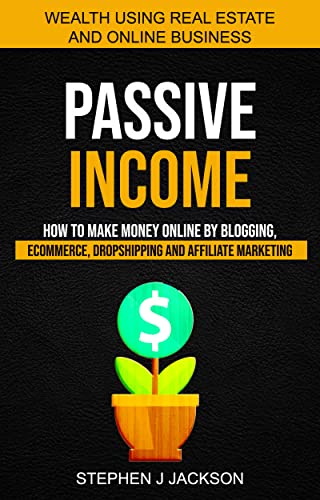 WEALTH USING REAL ESTATE
AND ONLINE BUSINESS
PASSIVE
INCOME
HOW TO MAKE MONEY ONLINE BY BLOGGING,
ECOMMERCE, DROPSHIPPING AND AFFILIATE MARKETING
$
STEPHEN J JACKSON